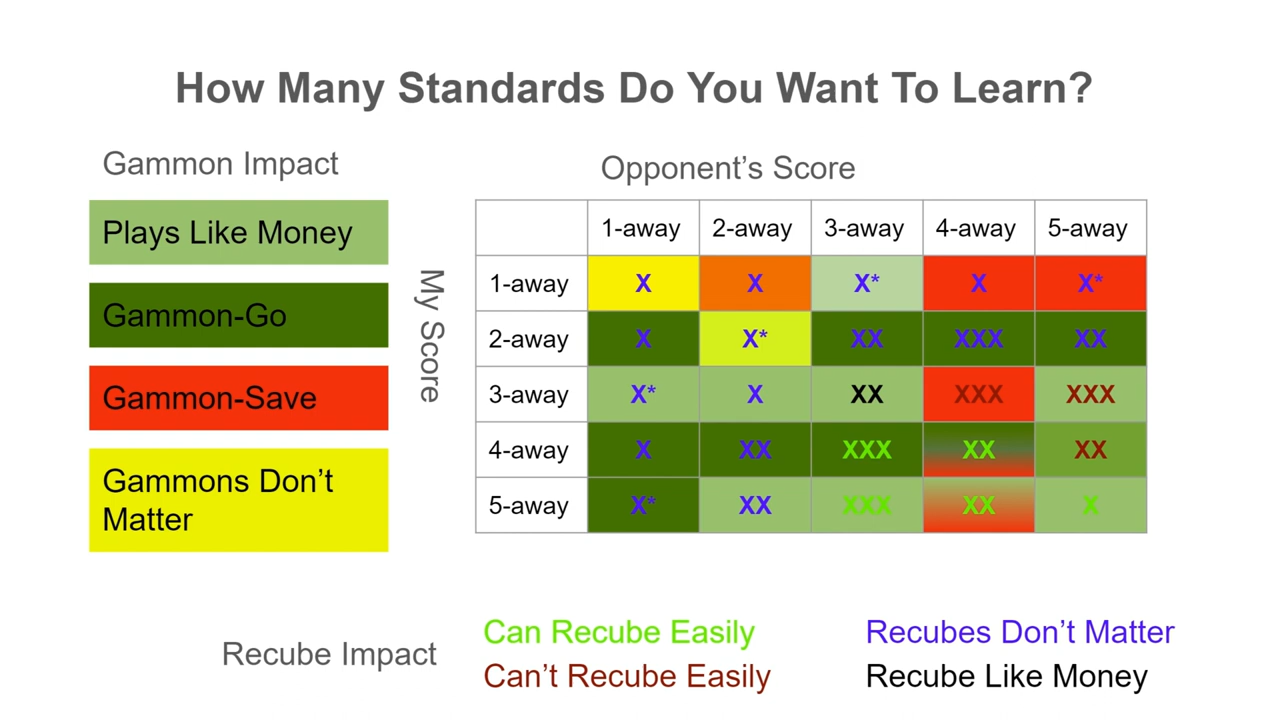 How Many Standards Do You Want To Learn?
Gammon Impact
Opponent's Score
Plays Like Money
Gammon-Go
Gammon-Save
Gammons Don't
Matter
My Score
1-away 2-away 3-away 4-away 5-away
1-away X X X* X X*
2-away X X* XX XXX XX
3-away X* X XX XXX XXX
4-away X XX XXX XX XX
5-away X* XX XXX XX X
Recube Impact
Can Recube Easily
Recubes Don't Matter
Can't Recube Easily
Recube Like Money